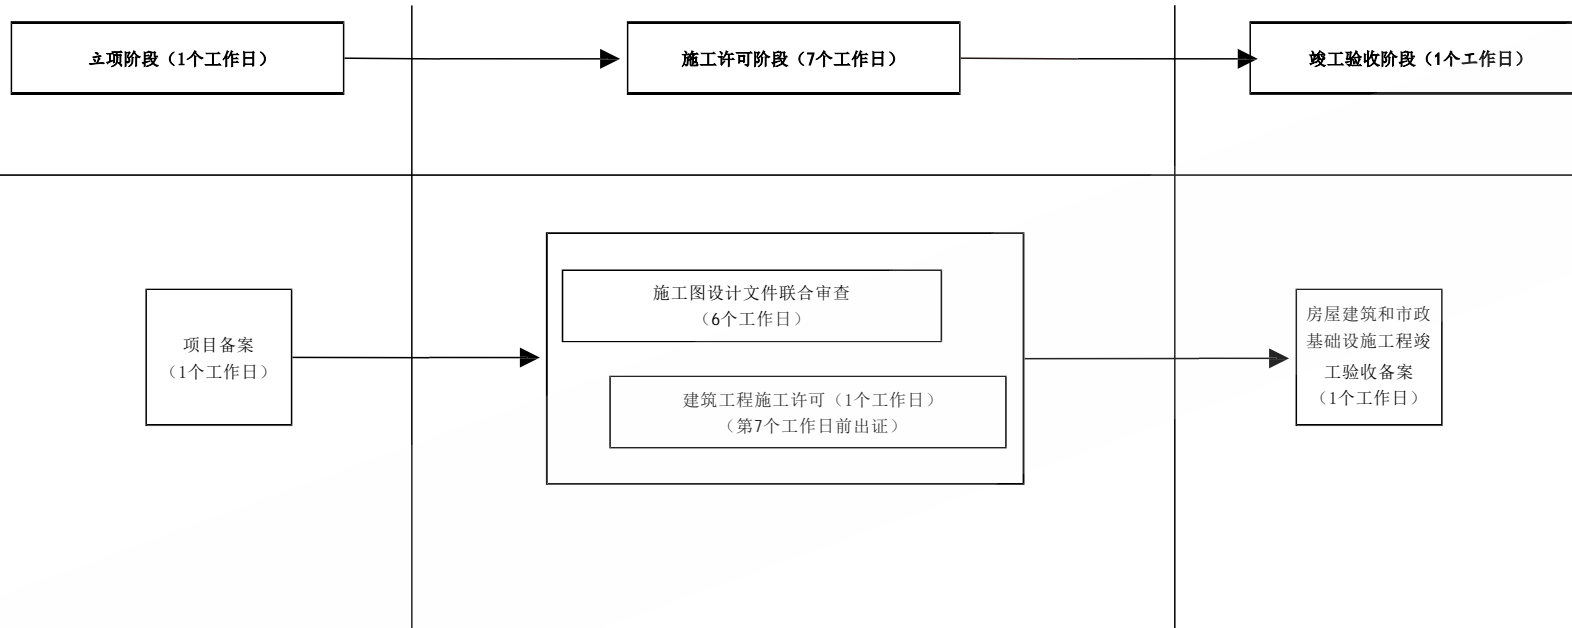 立项阶段（1个工作日）
施工许可阶段（7个工作日）
竣工验收阶段（1个工作日）
项目备案
（1个工作日）
施工图设计文件联合审查
（6个工作日）
建筑工程施工许可（1个工作日）
（第7个工作日前出证）
房屋建筑和市政
基础设施工程竣
工验收备案
（1个工作日）